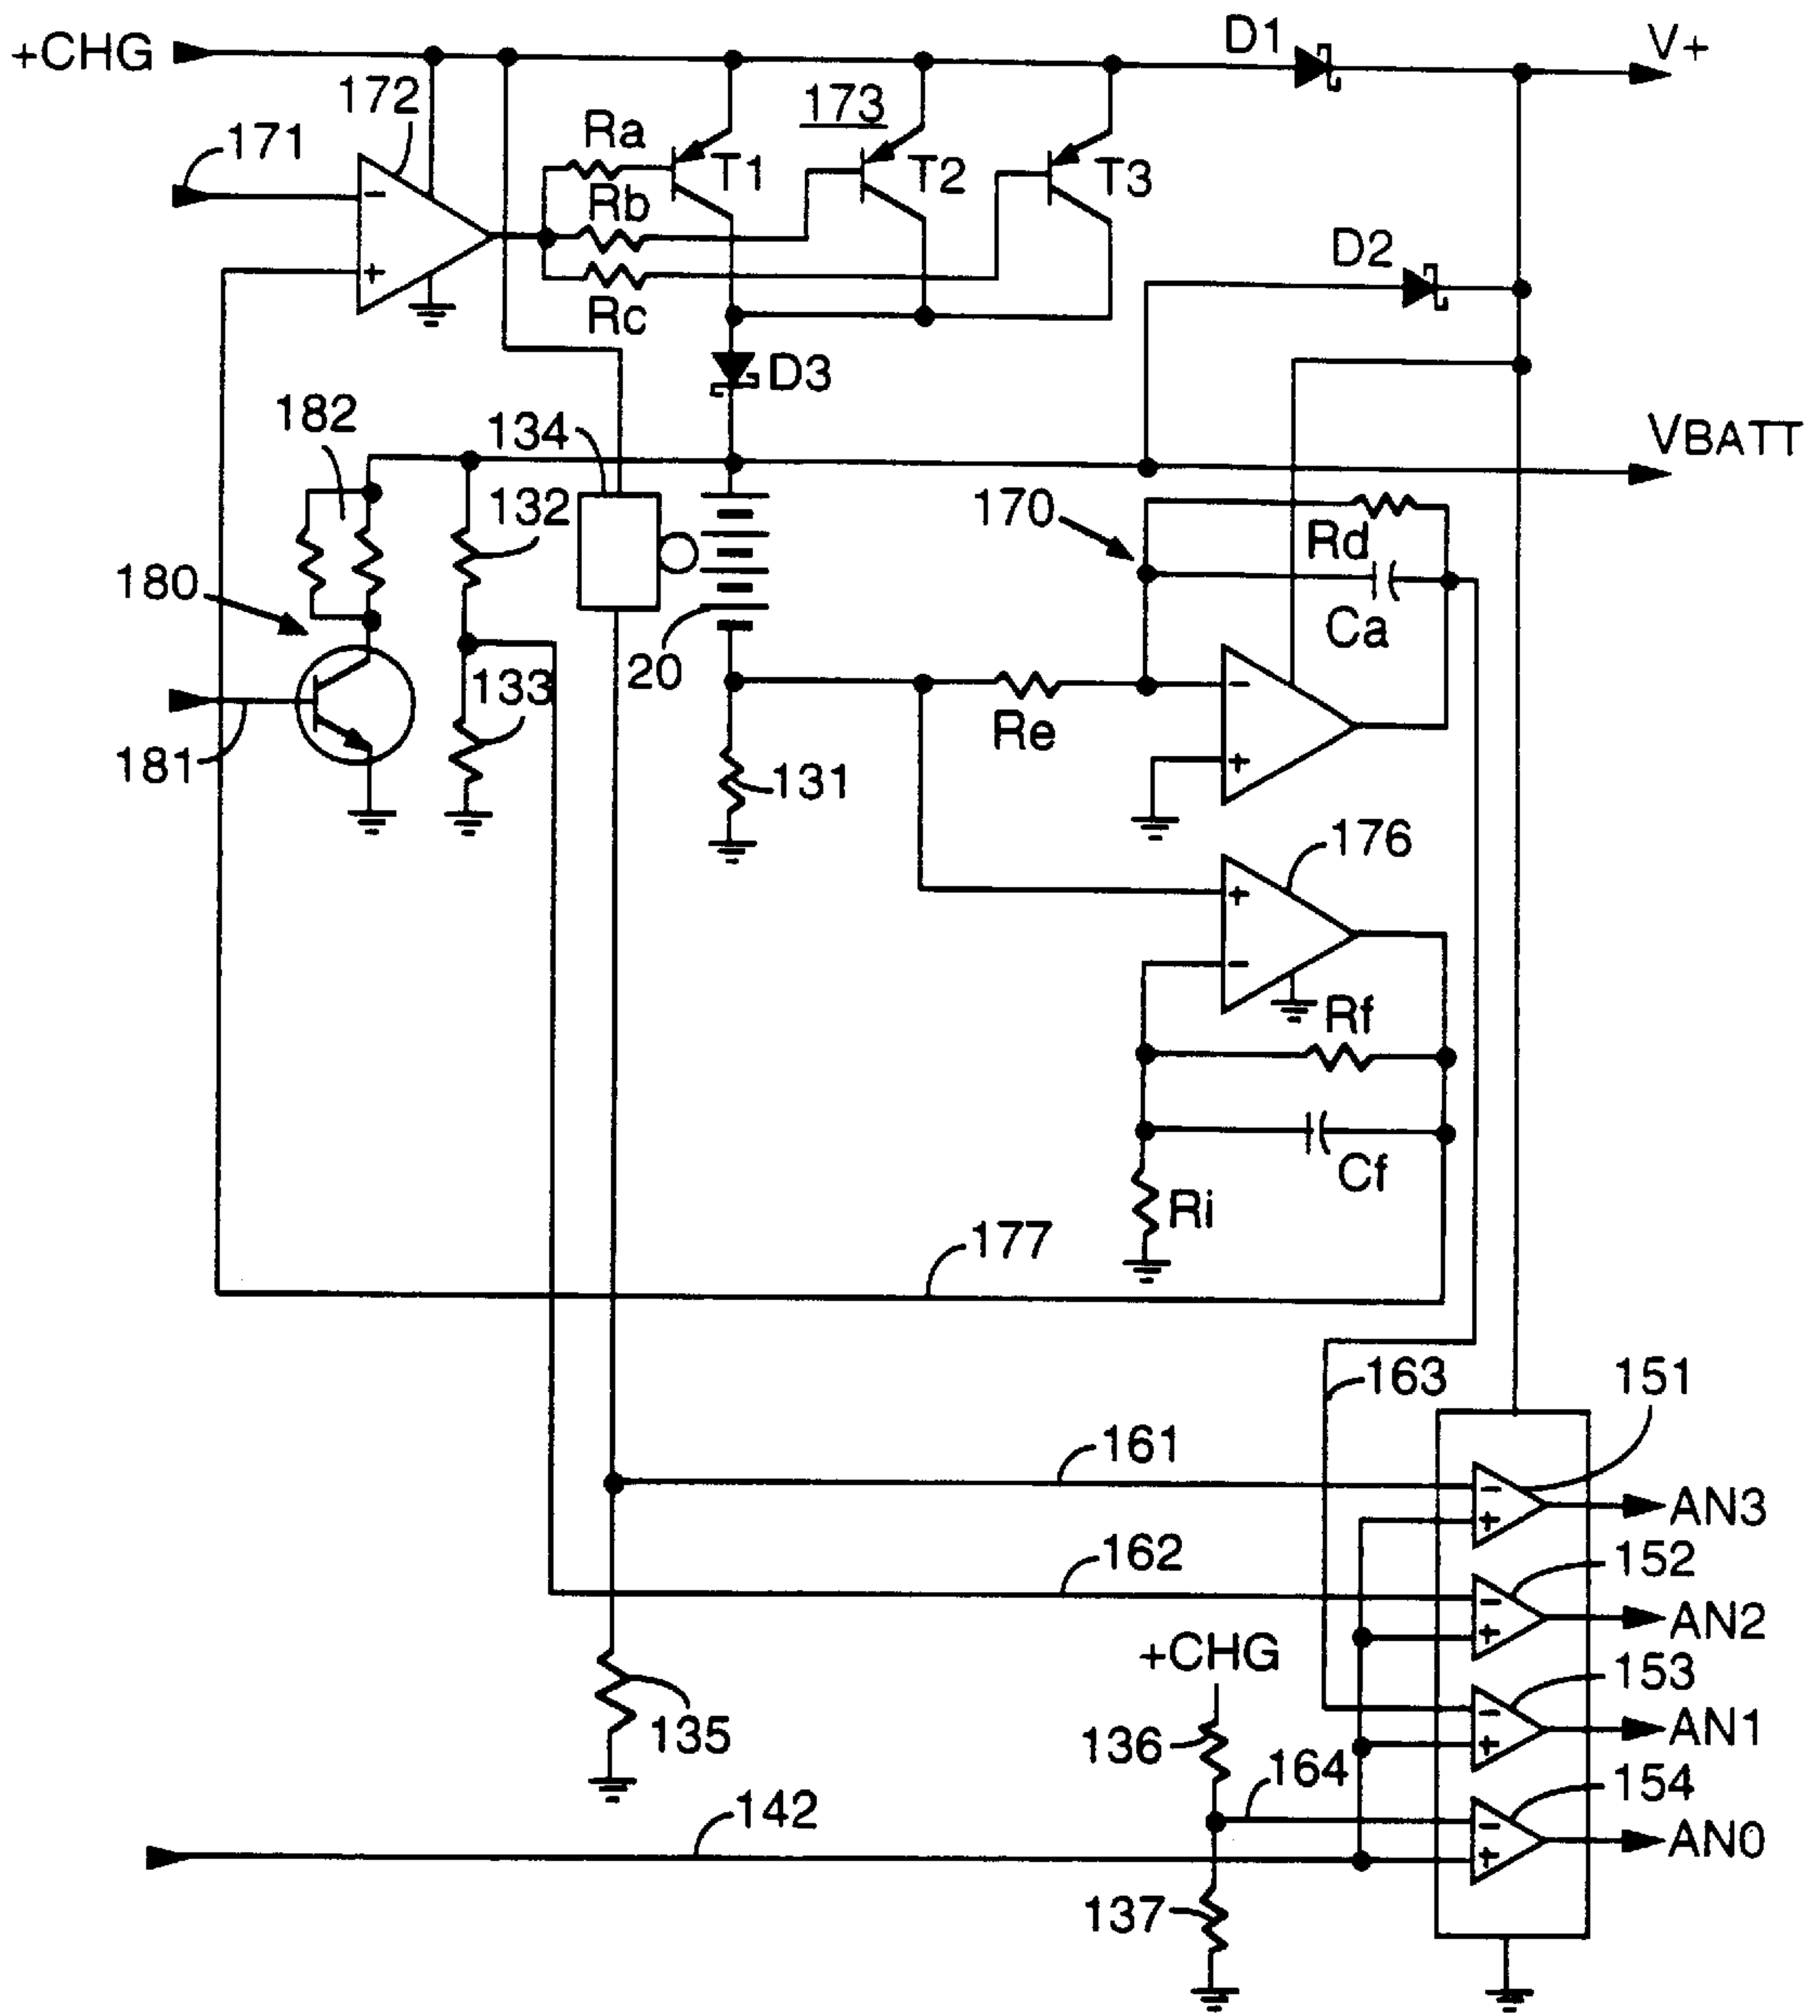 +CHG
D1
V+
172
173
171
Ra
T1
T2
T3
Rb
Rc
D2
-
+
D3
182
134
VBATT
132
170
Rd
180
Ca
133
20
-
Re
181
131
+
176
+
-
Rf
Cf
Ri
177
163
151
161
-
AN3
+
162
152
-
AN2
+CHG
+
153
-
135
136
AN1
+
164
154
142
-
AN0
+
137